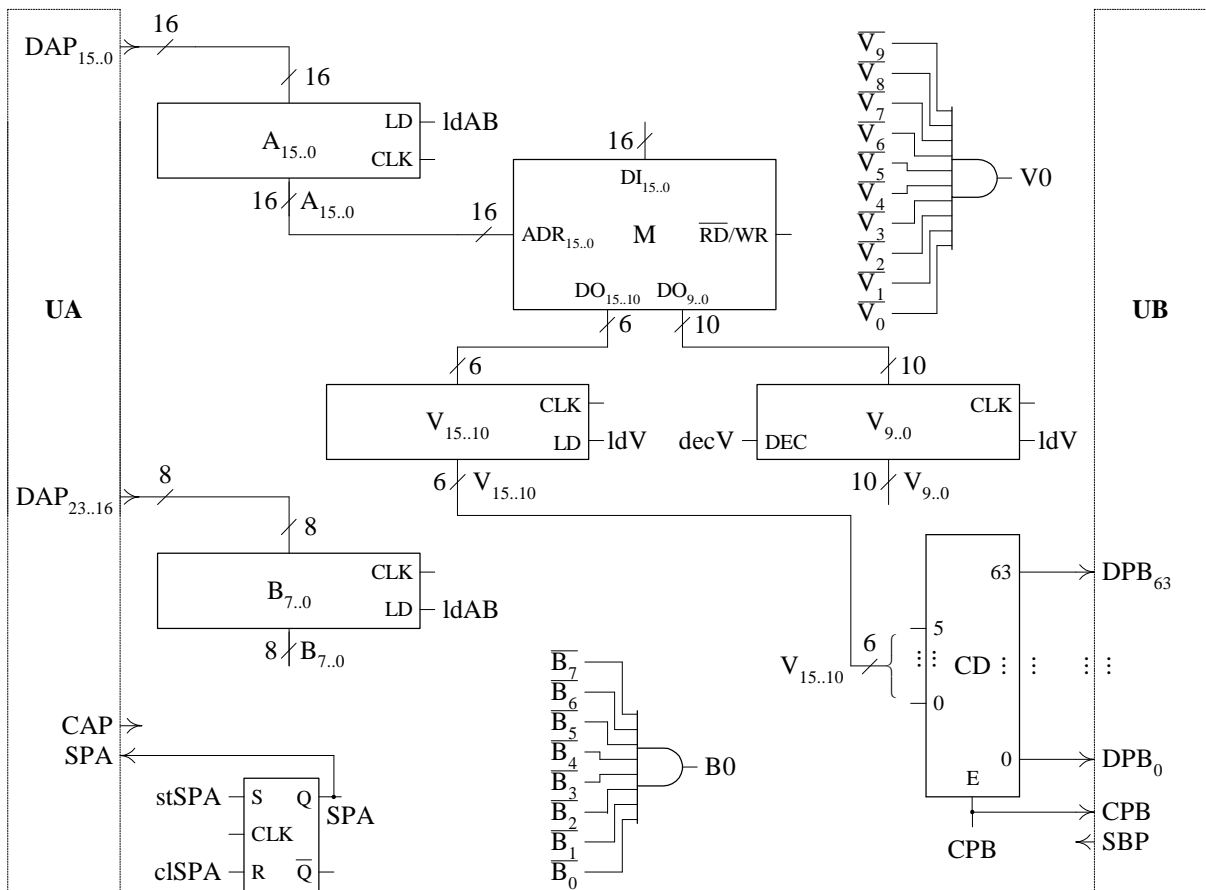 DAP15..0
16
16
A15..0
LD
ldAB
CLK
16
A15..0
16
16
DI15..0
ADR15..0
M
RD/WR
DO15..10
DO9..0
6
10
V9
V8
V7
V6
V5
V4
V3
V2
V1
V0
V0
UA
UB
6
V15..10
CLK
LD
ldV
6
V15..10
10
decV
DEC
V9..0
CLK
ldV
10
V9..0
DAP23..16
8
8
B7..0
CLK
LD
ldAB
8
B7..0
B7
B6
B5
B4
B3
B2
B1
B0
B0
V15..10
6
5
0
CD
63
0
E
CPB
DPB63
DPB0
CPB
SBP
CAP
SPA
stSPA
S
Q
SPA
CLK
clSPA
R
Q